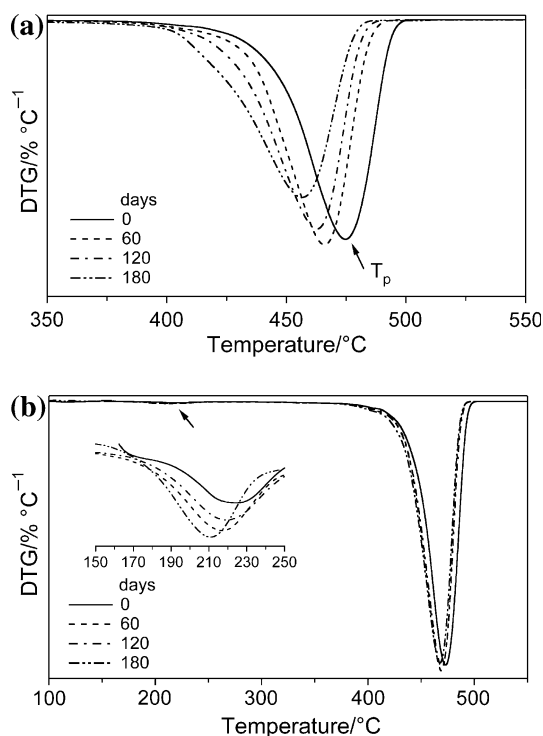 (a)
DTG/% °C⁻¹
days
0
60
120
180
Tp
350 400 450 500 550
Temperature/°C
(b)
DTG/% °C⁻¹
150 170 190 210 230 250
days
0
60
120
180
100 200 300 400 500
Temperature/°C